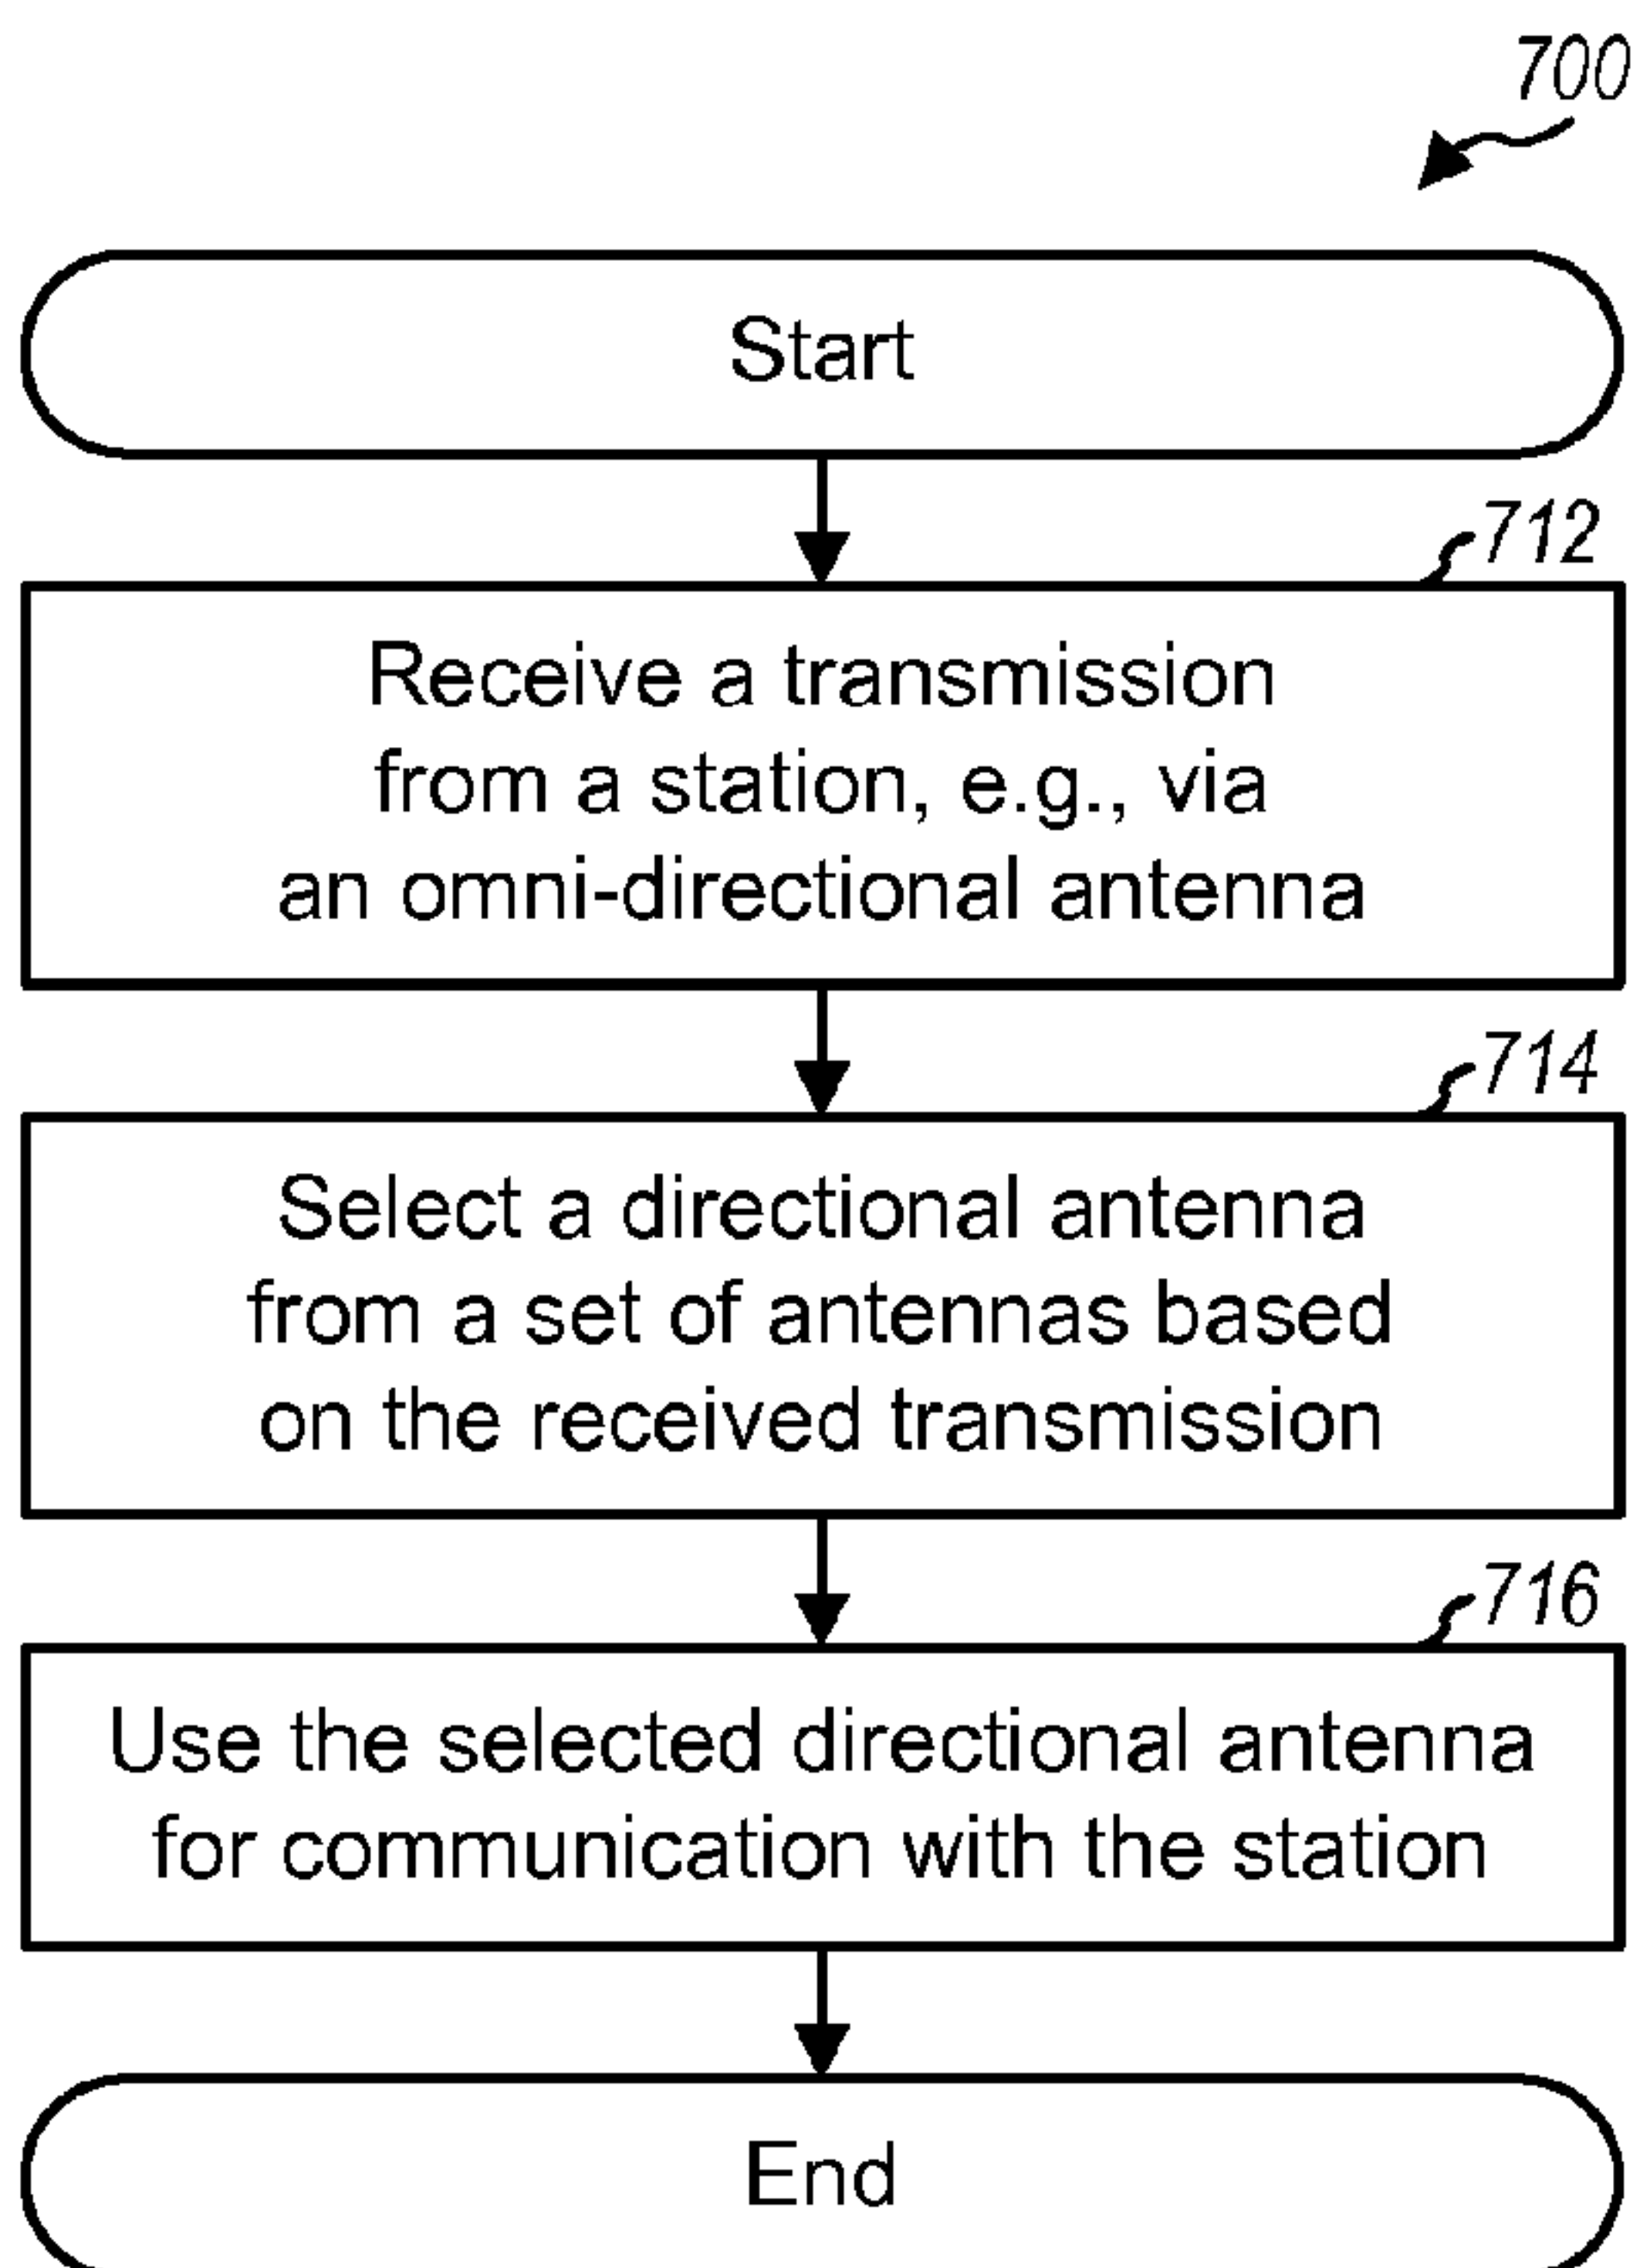 700
Start
712
Receive a transmission
from a station, e.g., via
an omni-directional antenna
714
Select a directional antenna
from a set of antennas based
on the received transmission
716
Use the selected directional antenna
for communication with the station
End